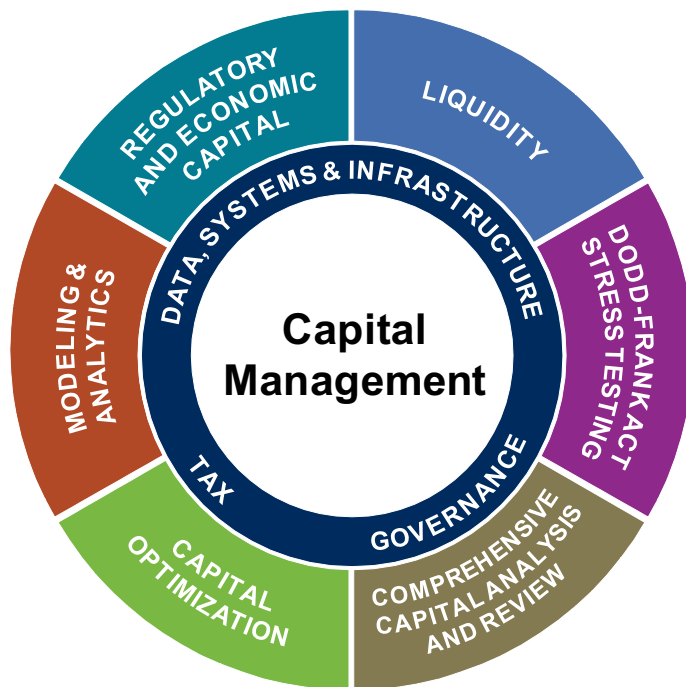 REGULATORY
AND ECONOMIC
CAPITAL
LIQUIDITY
DODD-FRANK ACT
STRESS TESTING
COMPREHENSIVE
CAPITAL ANALYSIS
AND REVIEW
CAPITAL
OPTIMIZATION
MODELING &
ANALYTICS
DATA, SYSTEMS & INFRASTRUCTURE
GOVERNANCE
TAX
Capital
Management